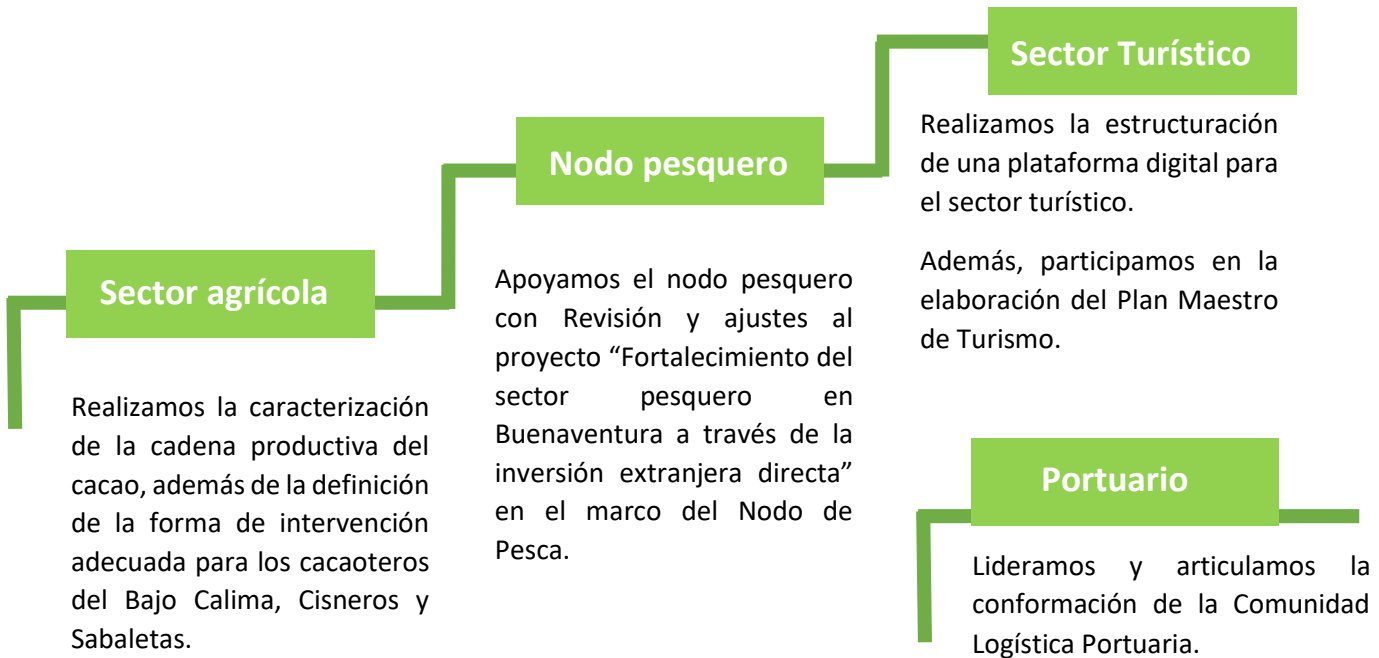 Sector agrícola
Realizamos la caracterización
de la cadena productiva del
cacao, además de la definición
de la forma de intervención
adecuada para los cacaoteros
del Bajo Calima, Cisneros y
Sabaletas.
Nodo pesquero
Apoyamos el nodo pesquero
con Revisión y ajustes al
proyecto “Fortalecimiento del
sector pesquero en
Buenaventura a través de la
inversión extranjera directa”
en el marco del Nodo de
Pesca.
Sector Turístico
Realizamos la estructuración
de una plataforma digital para
el sector turístico.
Además, participamos en la
elaboración del Plan Maestro
de Turismo.
Portuario
Lideramos y articulamos la
conformación de la Comunidad
Logística Portuaria.